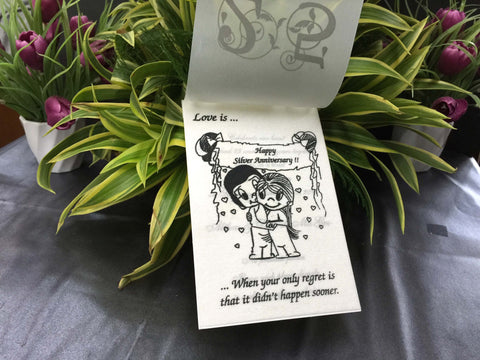 S P
Love is ...
Happy
Silver Anniversary !!
... When your only regret is
that it didn't happen sooner.